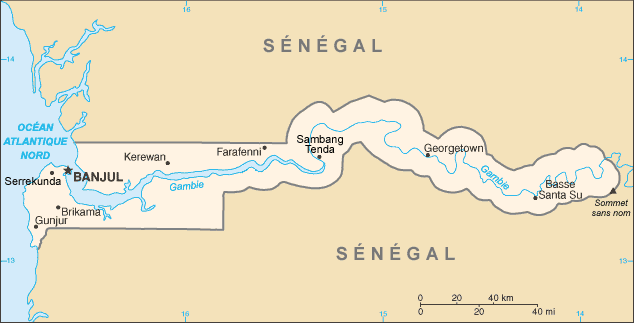 16
15
14
14
14
SÉNÉGAL
OCÉAN
ATLANTIQUE
NORD
Sambang
Tenda
Farafenni
Georgetown
Kerewan
Serrekunda
BANJUL
Gambie
Gambie
Basse
Santa Su
Sommet
sans nom
Brikama
Gunjur
SÉNÉGAL
13
13
0 20 40 km
0 20 40 mi
16
15
14